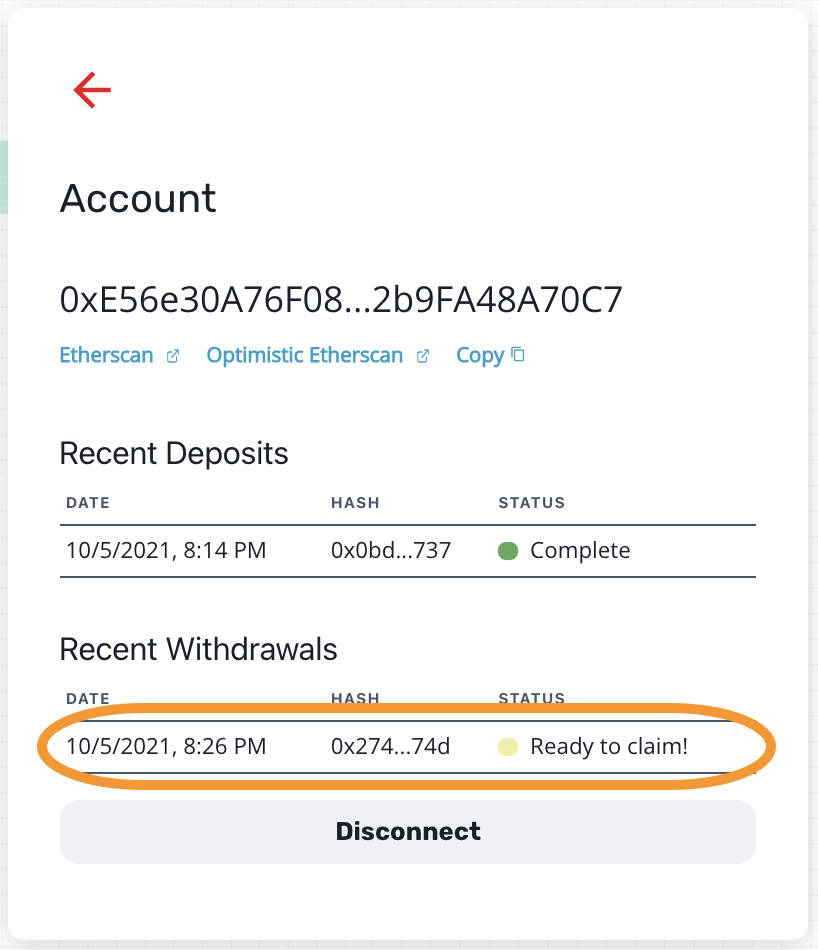 Account
0xE56e30A76F08...2b9FA48A70C7
Etherscan Optimistic Etherscan Copy
Recent Deposits
DATE HASH STATUS
10/5/2021, 8:14 PM 0x0bd...737 Complete
Recent Withdrawals
DATE HASH STATUS
10/5/2021, 8:26 PM 0x274...74d Ready to claim!
Disconnect